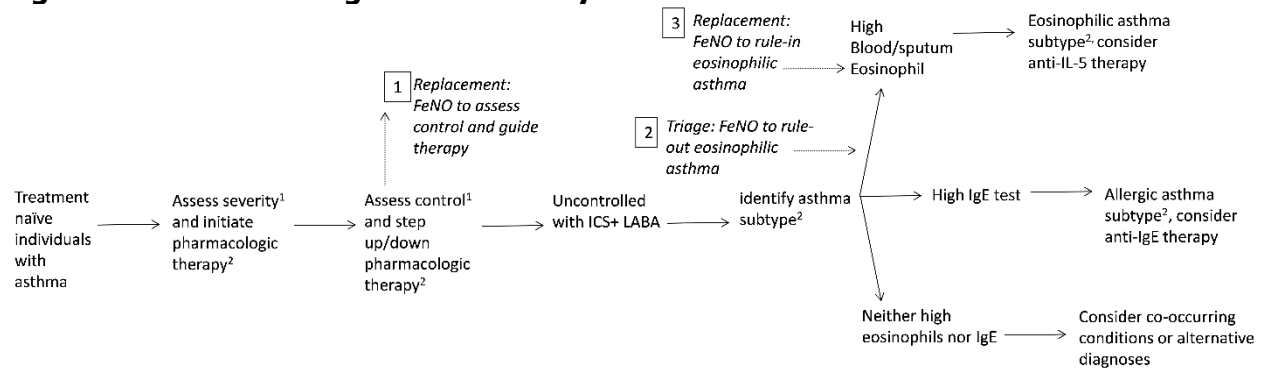 Treatment
naïve
individuals
with
asthma
Assess severity¹
and initiate
pharmacologic
therapy²
1
Replacement:
FeNO to assess
control and guide
therapy
Assess control¹
and step
up/down
pharmacologic
therapy²
Uncontrolled
with ICS+ LABA
identify asthma
subtype²
2
Triage: FeNO to rule-
out eosinophilic
asthma
3
Replacement:
FeNO to rule-in
eosinophilic
asthma
High
Blood/sputum
Eosinophil
Eosinophilic asthma
subtype², consider
anti-IL-5 therapy
High IgE test
Allergic asthma
subtype², consider
anti-IgE therapy
Neither high
eosinophils nor IgE
Consider co-occurring
conditions or alternative
diagnoses